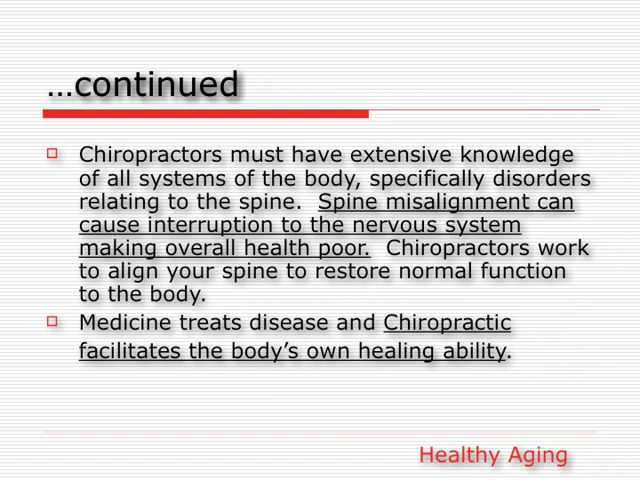 ...continued
Chiropractors must have extensive knowledge
of all systems of the body, specifically disorders
relating to the spine.  Spine misalignment can
cause interruption to the nervous system
making overall health poor.  Chiropractors work
to align your spine to restore normal function
to the body.
Medicine treats disease and Chiropractic
facilitates the body’s own healing ability.
Healthy Aging